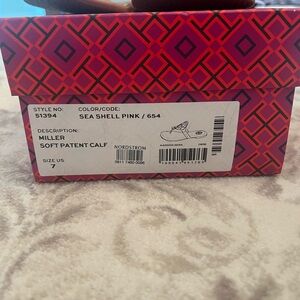 STYLE NO: COLOR/CODE:
51394 SEA SHELL PINK / 654
DESCRIPTION:
MILLER
SOFT PATENT CALF
NORDSTROM
SIZE US
7